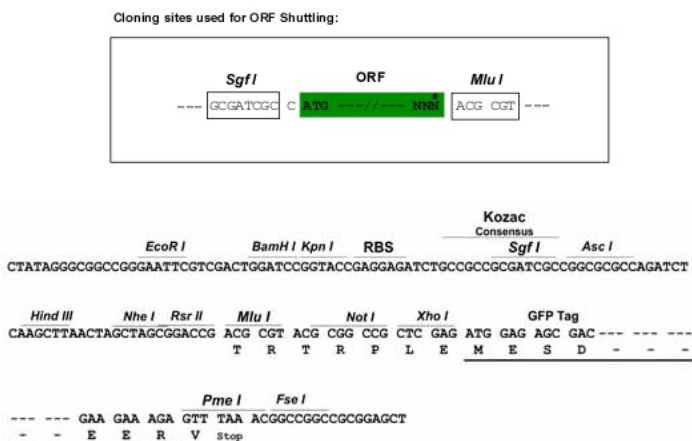 Cloning sites used for ORF Shuttling:
Sgf I ORF Mlu I
--- GCGATCGC C ATG ---//--- NNN* ACG CGT ---
Kozac
Consensus
EcoR I BamH I Kpn I RBS Sgf I Asc I
CTATAGGGCGGCCGGGAATTCGTCGACTGGATCCGGTACCGAGGAGATCTGCCGCCGCGATCGCCGGCGCGCCAGATCT
Hind III Nhe I Rsr II Mlu I Not I Xho I GFP Tag
CAAGCTTAACTAGCTAGCGGACCG ACG CGT ACG CGG CCG CTC GAG ATG GAG AGC GAC--- --- ---
T R T R P L E M E S D - - -
Pme I Fse I
--- --- GAA GAA AGA GTT TAA ACGGCCGGCCGCGGAGCT
- - E E R V Stop